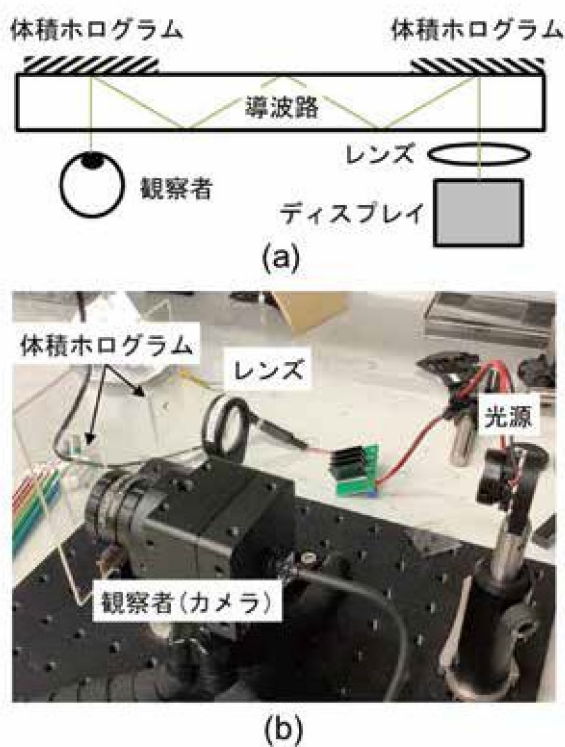 体積ホログラム
体積ホログラム
導波路
レンズ
観察者
ディスプレイ
(a)
体積ホログラム
レンズ
光源
観察者(カメラ)
(b)